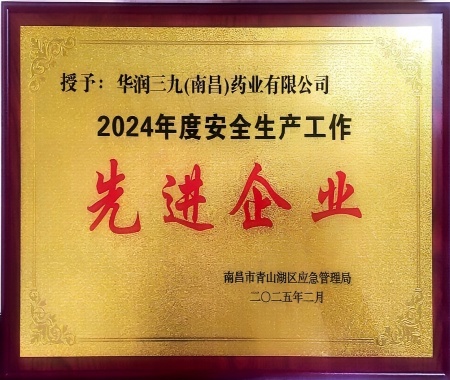 授予：华润三九(南昌)药业有限公司
2024年度安全生产工作
先进企业
南昌市青山湖区应急管理局
二〇二五年二月